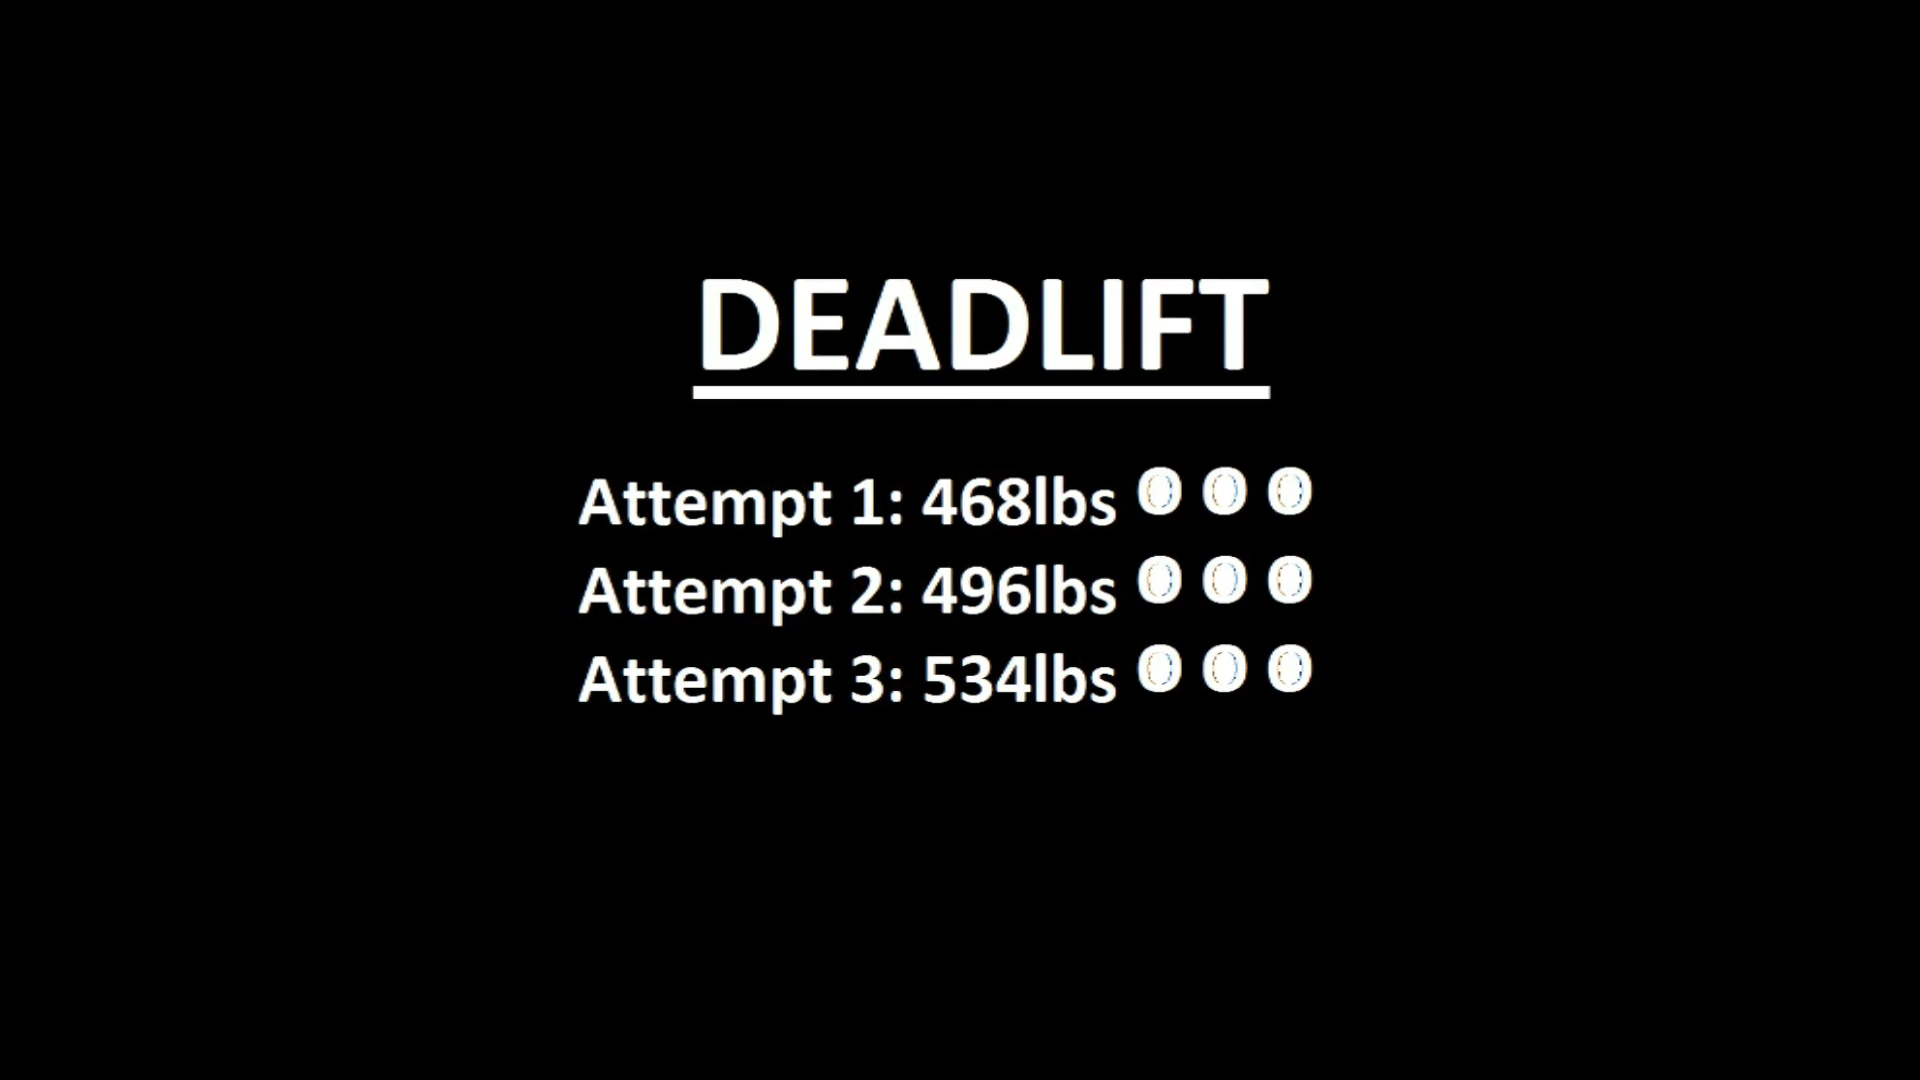 DEADLIFT
Attempt 1: 468lbs O O O
Attempt 2: 496lbs O O O
Attempt 3: 534lbs O O O